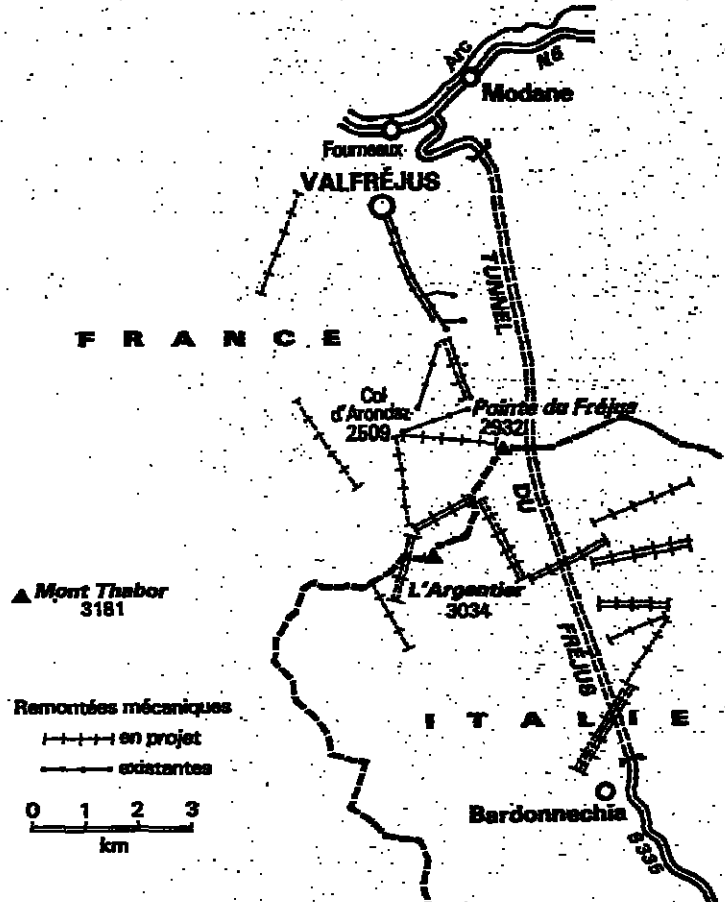 Arc
N6
Modane
Fourneaux
VALFRÉJUS
TUNNEL
FRANCE
Col
d'Arondaz
2509
Pointe du Fréjus
2932
DU
Mont Thabor
3181
L'Argentier
3034
FRÉJUS
ITALIE
Remontées mécaniques
en projet
existantes
0 1 2 3
km
Bardonnechia
S 335